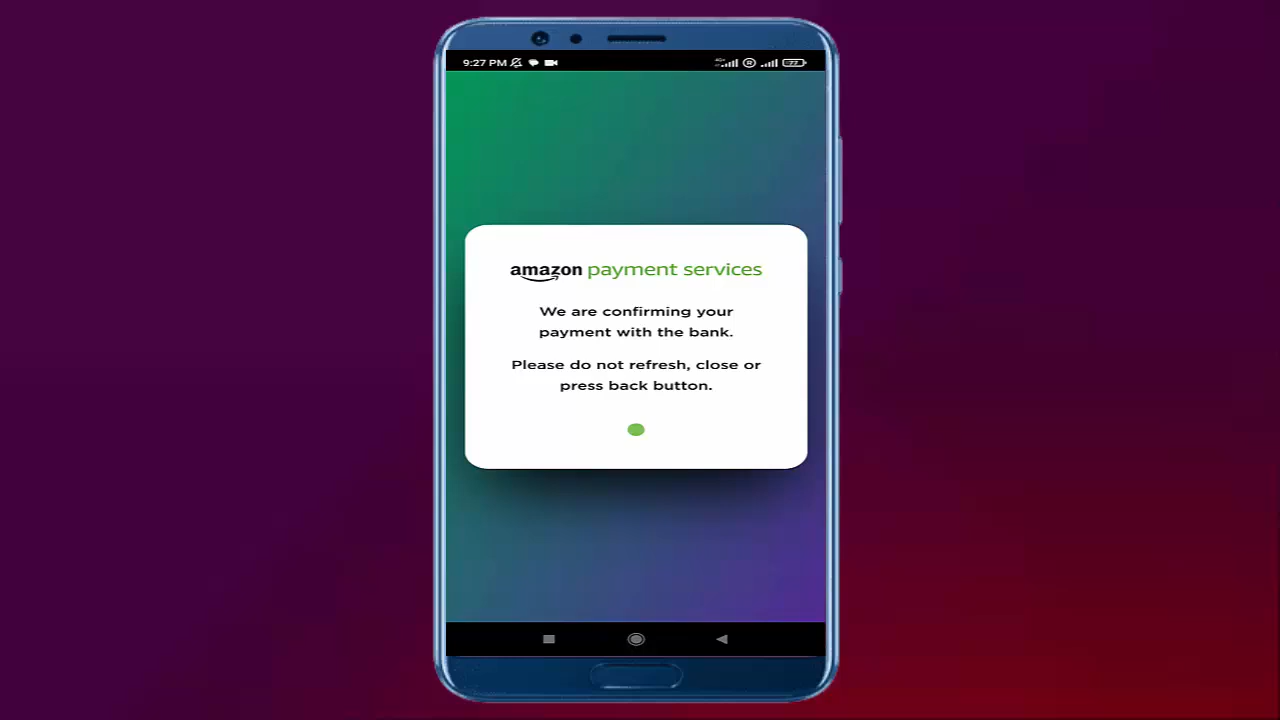 9:27 PM
77
amazon payment services
We are confirming your
payment with the bank.
Please do not refresh, close or
press back button.